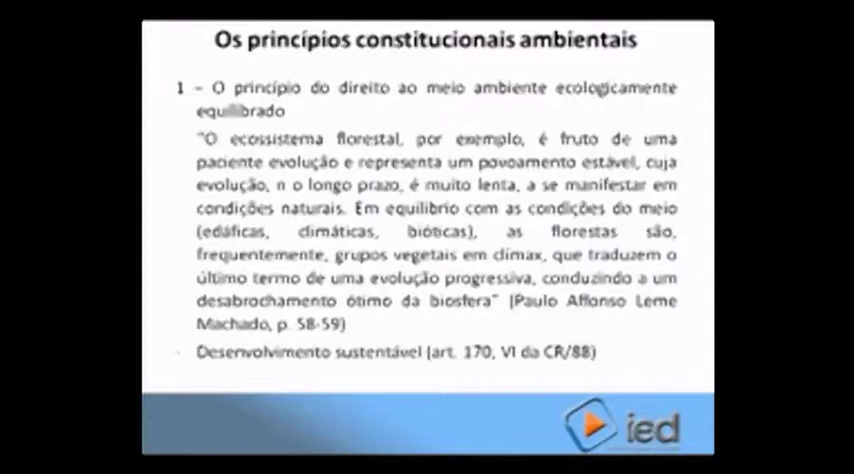 Os princípios constitucionais ambientais
1 - O princípio do direito ao meio ambiente ecologicamente
equilibrado
"O ecossistema florestal, por exemplo, é fruto de uma
paciente evolução e representa um povoamento estável, cuja
evolução, n o longo prazo, é muito lenta, a se manifestar em
condições naturais. Em equilíbrio com as condições do meio
(edáficas, climáticas, bióticas), as florestas são,
frequentemente, grupos vegetais em clímax, que traduzem o
último termo de uma evolução progressiva, conduzindo a um
desabrochamento ótimo da biosfera" (Paulo Affonso Leme
Machado, p. 58-59)
- Desenvolvimento sustentável (art. 170, VI da CR/88)
ied